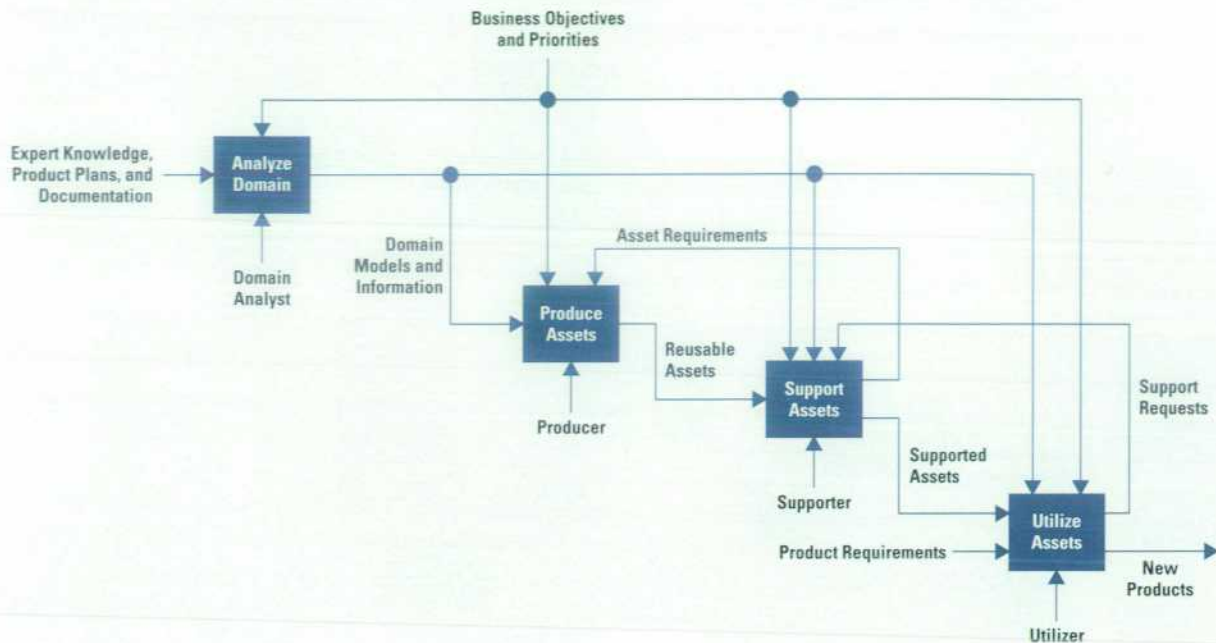 Business Objectives
and Priorities
Expert Knowledge,
Product Plans, and
Documentation
Analyze
Domain
Domain
Analyst
Domain
Models and
Information
Asset Requirements
Produce
Assets
Reusable
Assets
Producer
Support
Assets
Support
Requests
Supporter
Supported
Assets
Product Requirements
Utilize
Assets
New
Products
Utilizer